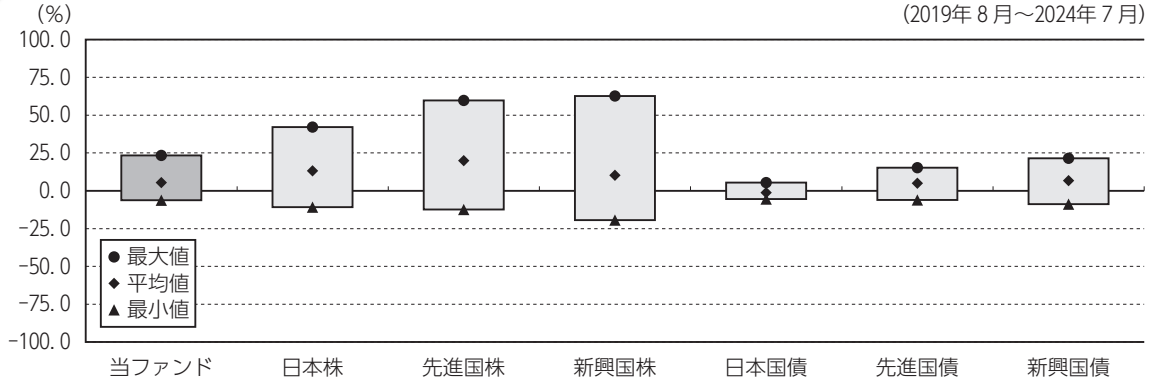 (%)
(2019年8月～2024年7月)
100.0
75.0
50.0
25.0
0.0
-25.0
-50.0
-75.0
-100.0
最大値
平均値
最小値
当ファンド 日本株 先進国株 新興国株 日本国債 先進国債 新興国債